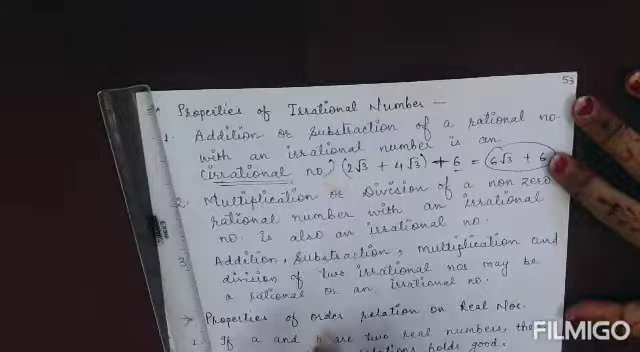 53
Properties of Irrational Number —
1. Addition or Substraction of a rational no.
with an irrational number is an
(irrational no) (2√3 + 4√3) + 6 = (6√3 + 6)
2. Multiplication or Division of a non zero
rational number with an irrational
no. is also an irrational no.
3. Addition, Substraction, multiplication and
division of two irrational nos may be
a rational or an irrational no.
→ Properties of order relation on Real Nos.
1. If a and b are two real numbers, the
holds good.
FILMIGO